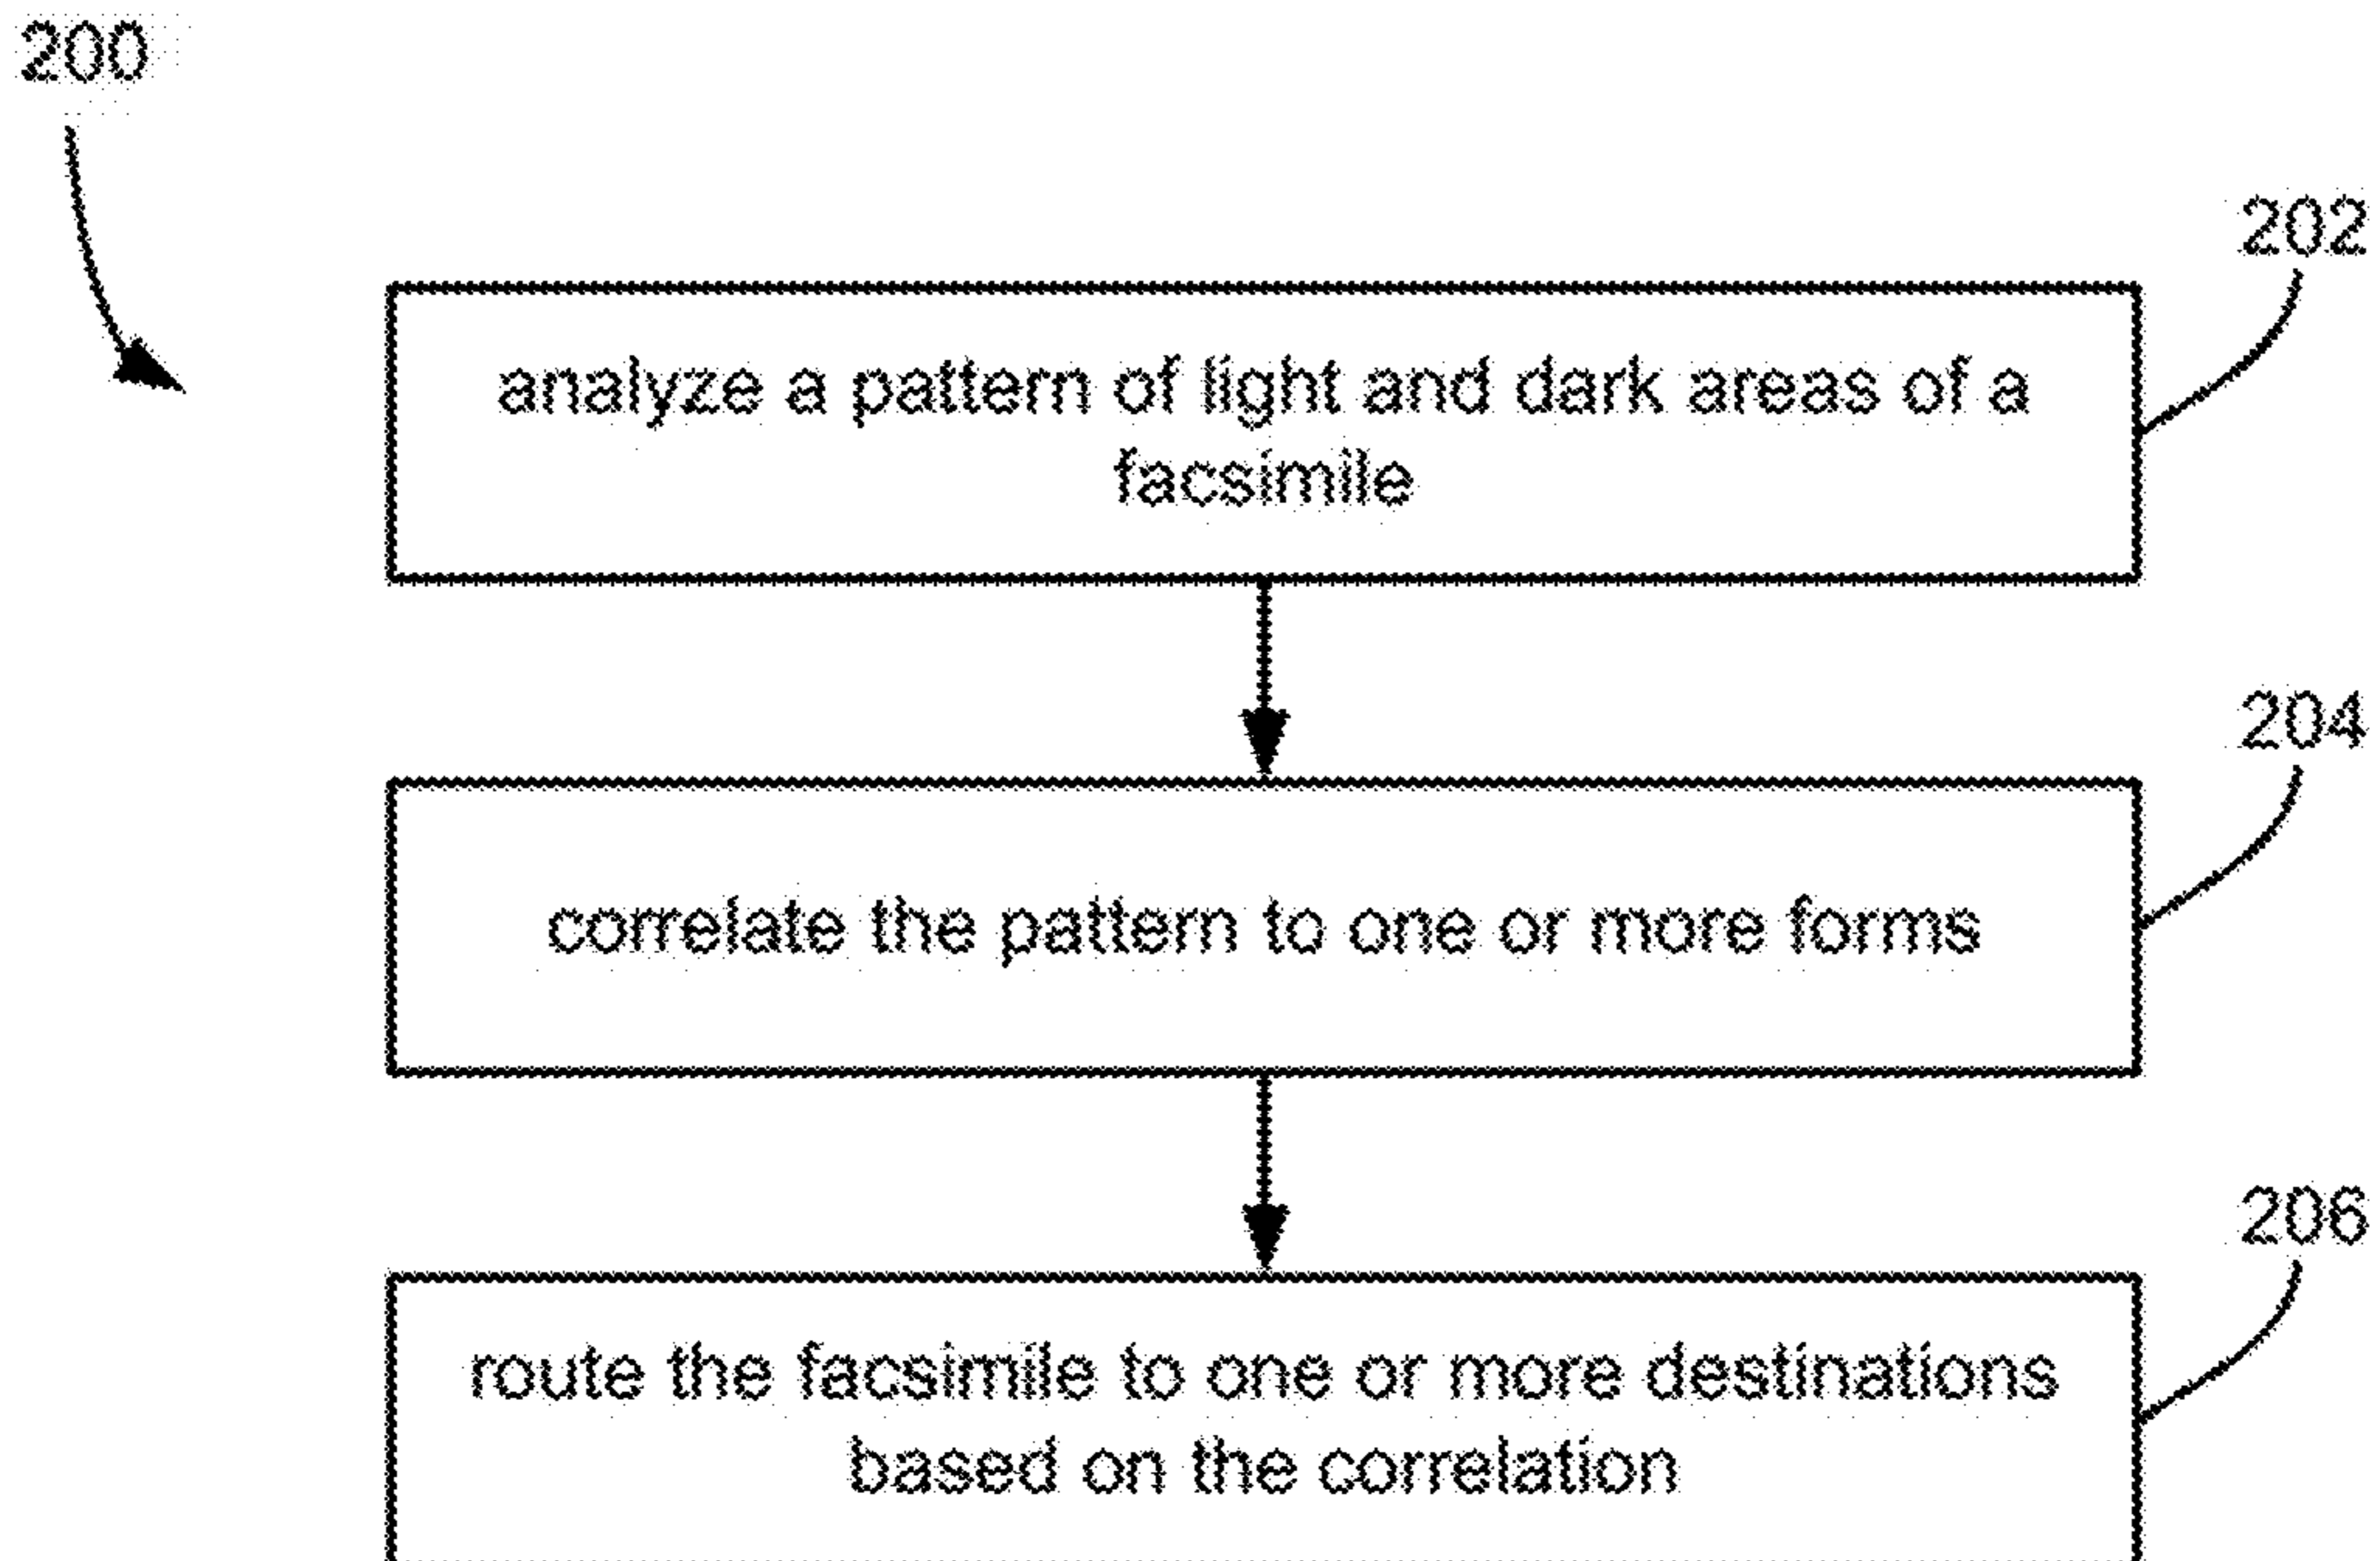 200
202
analyze a pattern of light and dark areas of a
facsimile
204
correlate the pattern to one or more forms
206
route the facsimile to one or more destinations
based on the correlation